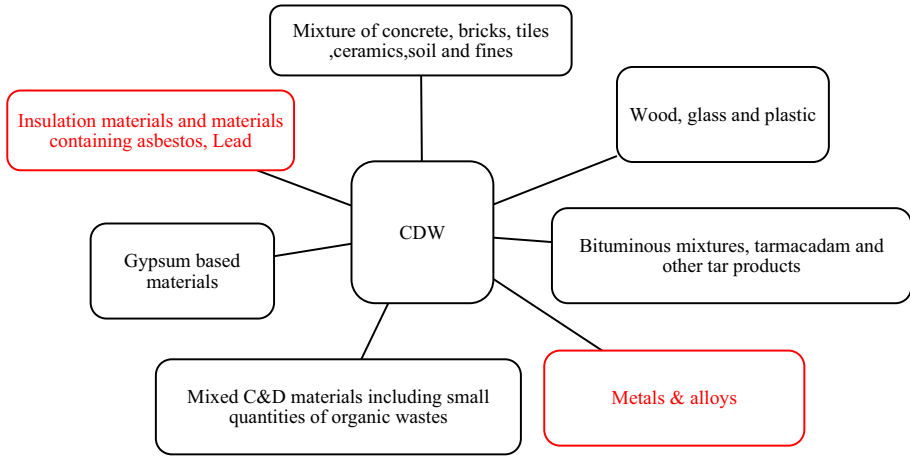 Mixture of concrete, bricks, tiles
,ceramics,soil and fines
Insulation materials and materials
containing asbestos, Lead
Wood, glass and plastic
CDW
Gypsum based
materials
Bituminous mixtures, tarmacadam and
other tar products
Mixed C&D materials including small
quantities of organic wastes
Metals & alloys